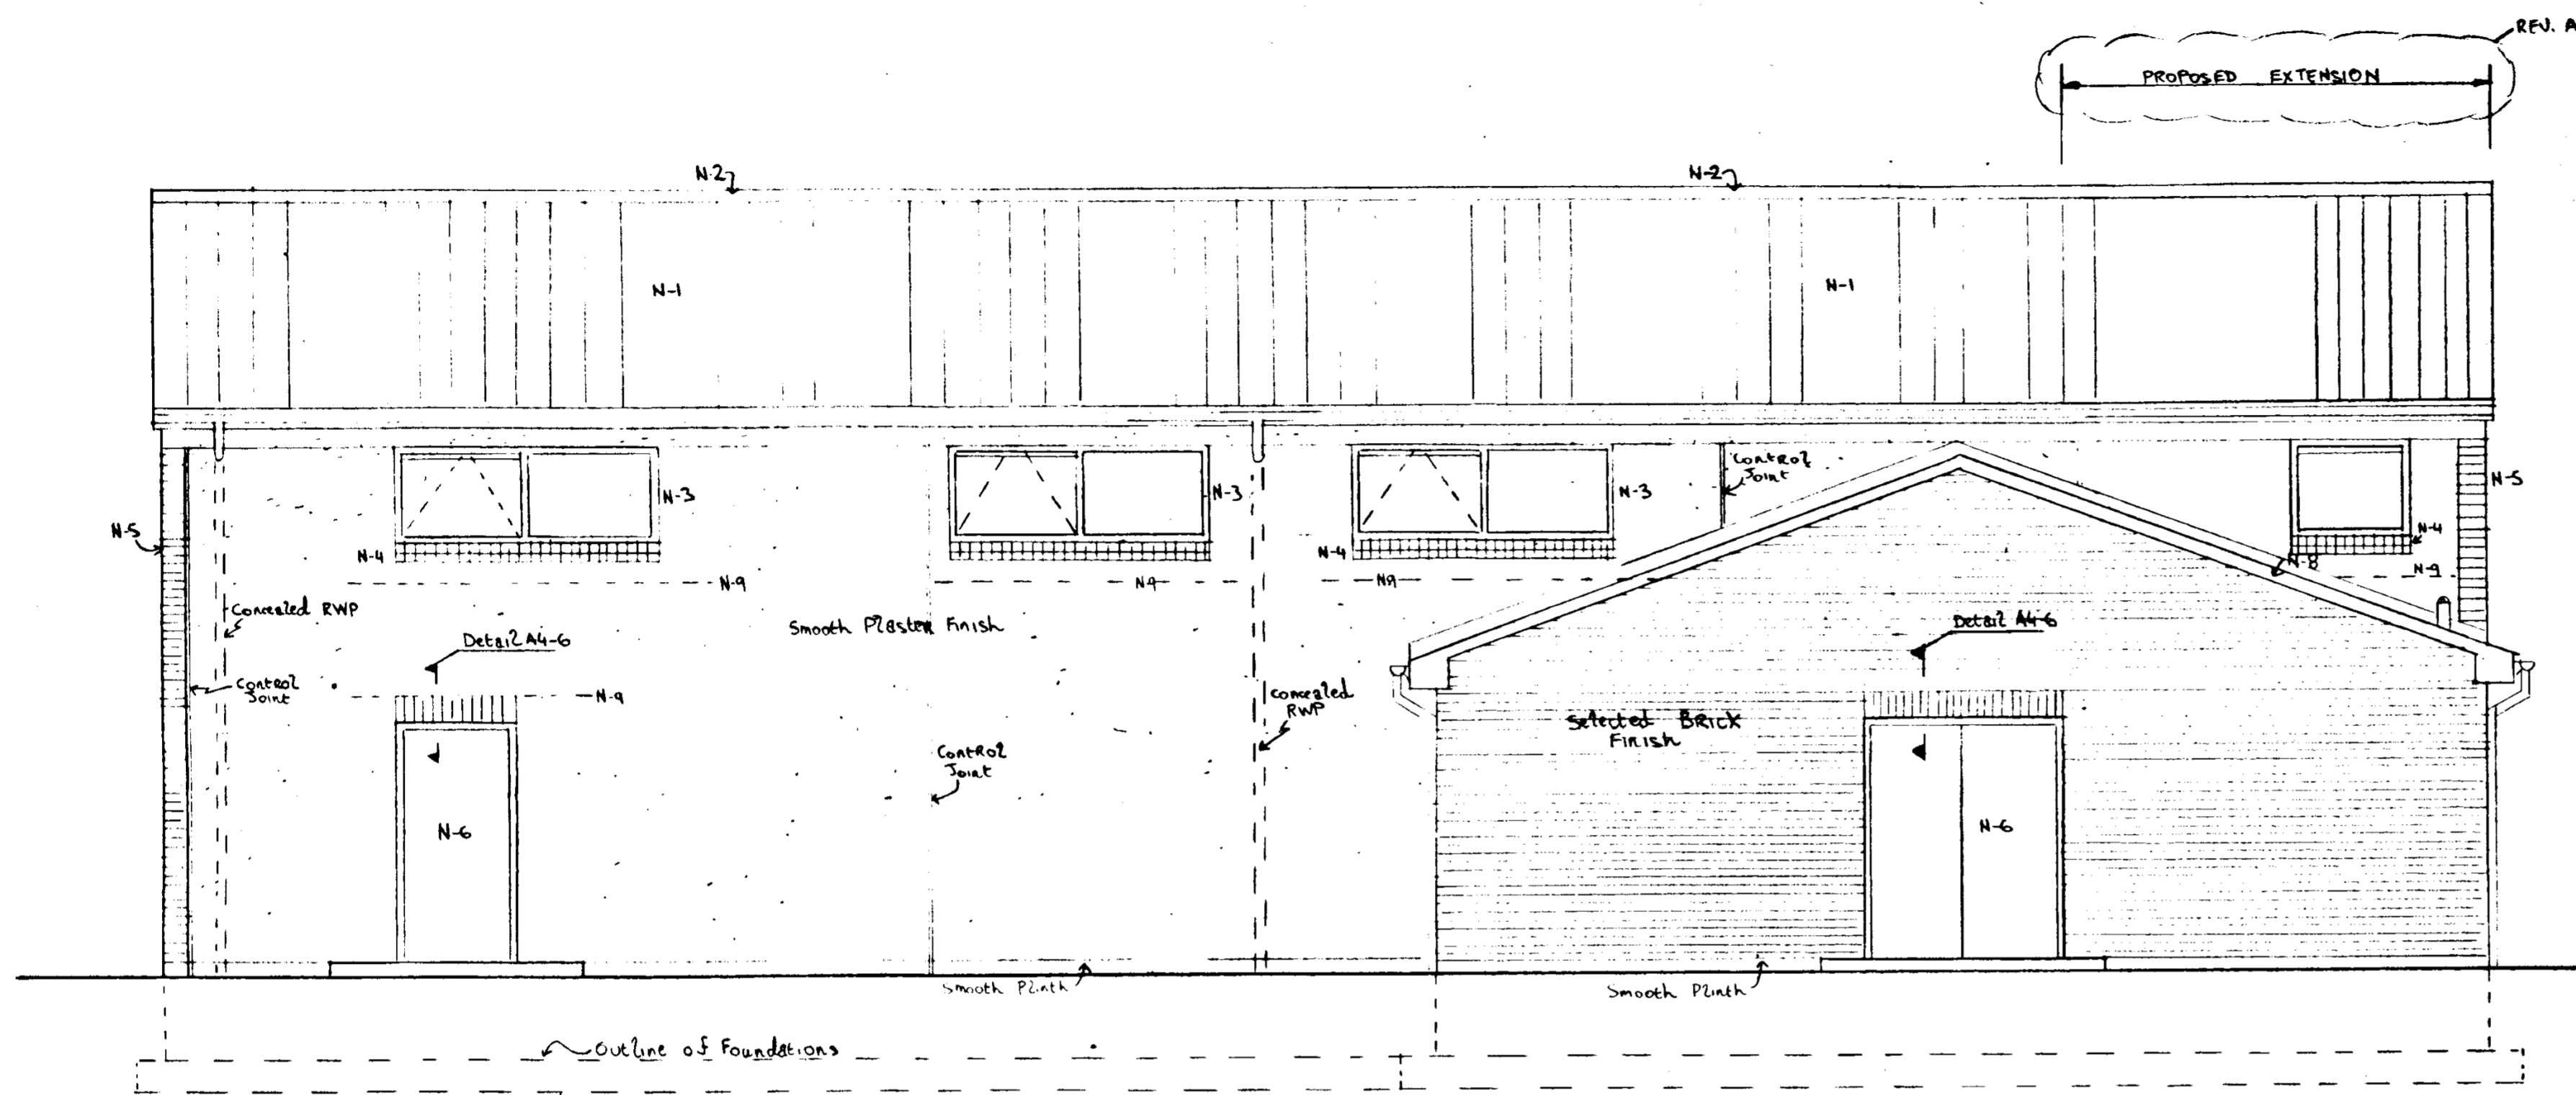 REV. A
PROPOSED EXTENSION
N-2
N-2
N-1
N-1
N-3
N-3
N-3
Control
Joint
N-5
N-5
N-4
N-4
N-4
N-8
N-9
N9
N9
N-9
Concealed RWP
Smooth Plaster Finish
Detail A4-6
Detail A4-6
Control
Joint
N-9
Concealed
RWP
Selected BRICK
Finish
Control
Joint
N-6
N-6
Smooth Plinth
Smooth Plinth
Outline of Foundations